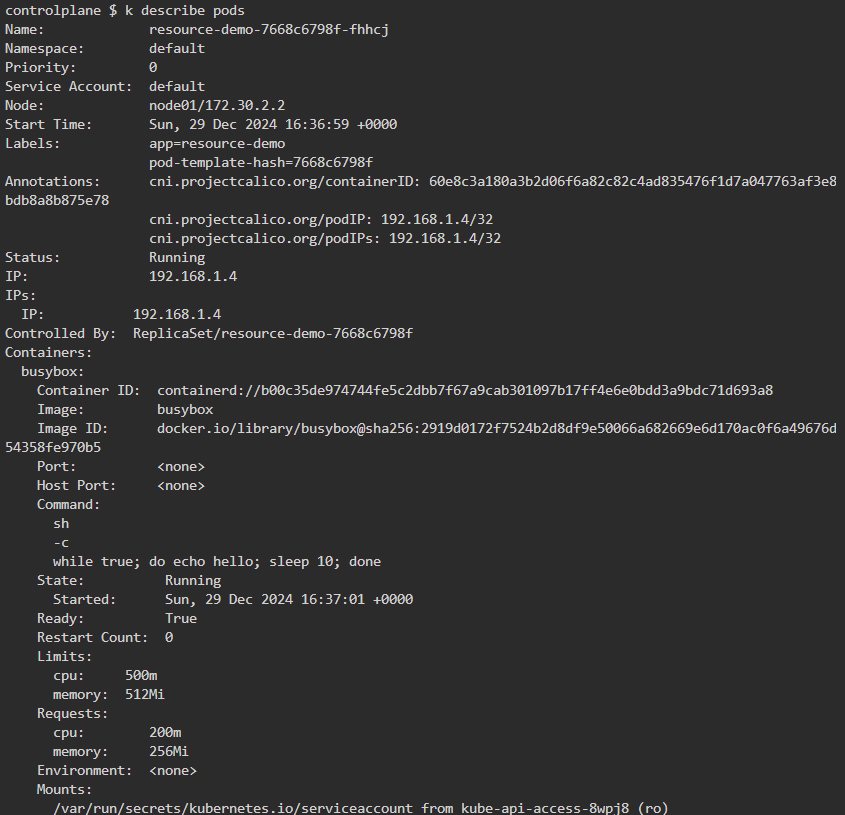 controlplane $ k describe pods
Name:             resource-demo-7668c6798f-fhhcj
Namespace:        default
Priority:         0
Service Account:  default
Node:             node01/172.30.2.2
Start Time:       Sun, 29 Dec 2024 16:36:59 +0000
Labels:           app=resource-demo
                  pod-template-hash=7668c6798f
Annotations:      cni.projectcalico.org/containerID: 60e8c3a180a3b2d06f6a82c82c4ad835476f1d7a047763af3e8
bdb8a8b875e78
                  cni.projectcalico.org/podIP: 192.168.1.4/32
                  cni.projectcalico.org/podIPs: 192.168.1.4/32
Status:           Running
IP:               192.168.1.4
IPs:
  IP:           192.168.1.4
Controlled By:  ReplicaSet/resource-demo-7668c6798f
Containers:
  busybox:
    Container ID:  containerd://b00c35de974744fe5c2dbb7f67a9cab301097b17ff4e6e0bdd3a9bdc71d693a8
    Image:         busybox
    Image ID:      docker.io/library/busybox@sha256:2919d0172f7524b2d8df9e50066a682669e6d170ac0f6a49676d
54358fe970b5
    Port:          <none>
    Host Port:     <none>
    Command:
      sh
      -c
      while true; do echo hello; sleep 10; done
    State:          Running
      Started:      Sun, 29 Dec 2024 16:37:01 +0000
    Ready:          True
    Restart Count:  0
    Limits:
      cpu:     500m
      memory:  512Mi
    Requests:
      cpu:        200m
      memory:     256Mi
    Environment:  <none>
    Mounts:
      /var/run/secrets/kubernetes.io/serviceaccount from kube-api-access-8wpj8 (ro)